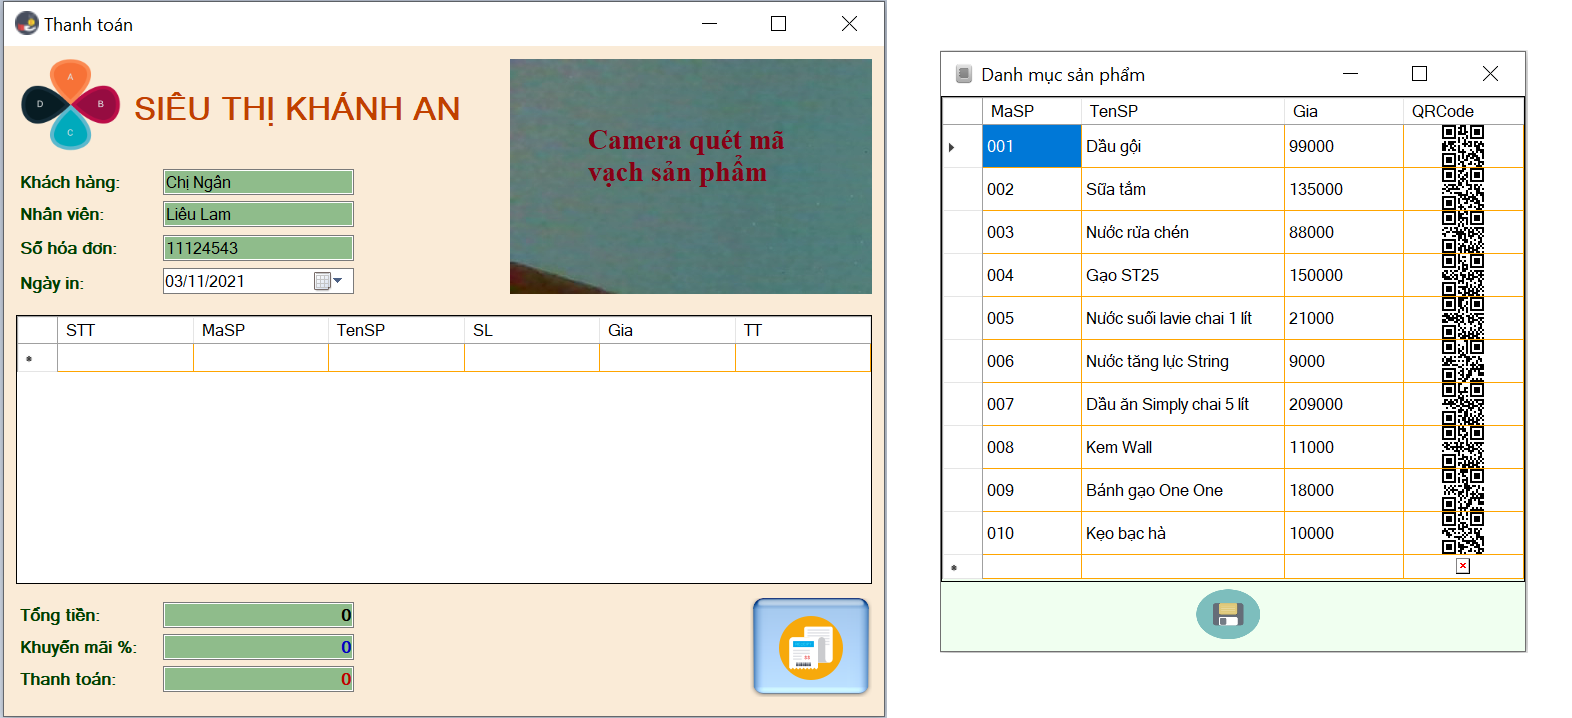 Thanh toán
A
D
B
C
SIÊU THỊ KHÁNH AN
Camera quét mã
vạch sản phẩm
Khách hàng: Chị Ngân
Nhân viên: Liêu Lam
Số hóa đơn: 11124543
Ngày in: 03/11/2021
STT MaSP TenSP SL Gia TT
Tổng tiền: 0
Khuyến mãi %: 0
Thanh toán: 0
Danh mục sản phẩm
MaSP TenSP Gia QRCode
001 Dầu gội 99000
002 Sữa tắm 135000
003 Nước rửa chén 88000
004 Gạo ST25 150000
005 Nước suối lavie chai 1 lít 21000
006 Nước tăng lực String 9000
007 Dầu ăn Simply chai 5 lít 209000
008 Kem Wall 11000
009 Bánh gạo One One 18000
010 Kẹo bạc hà 10000